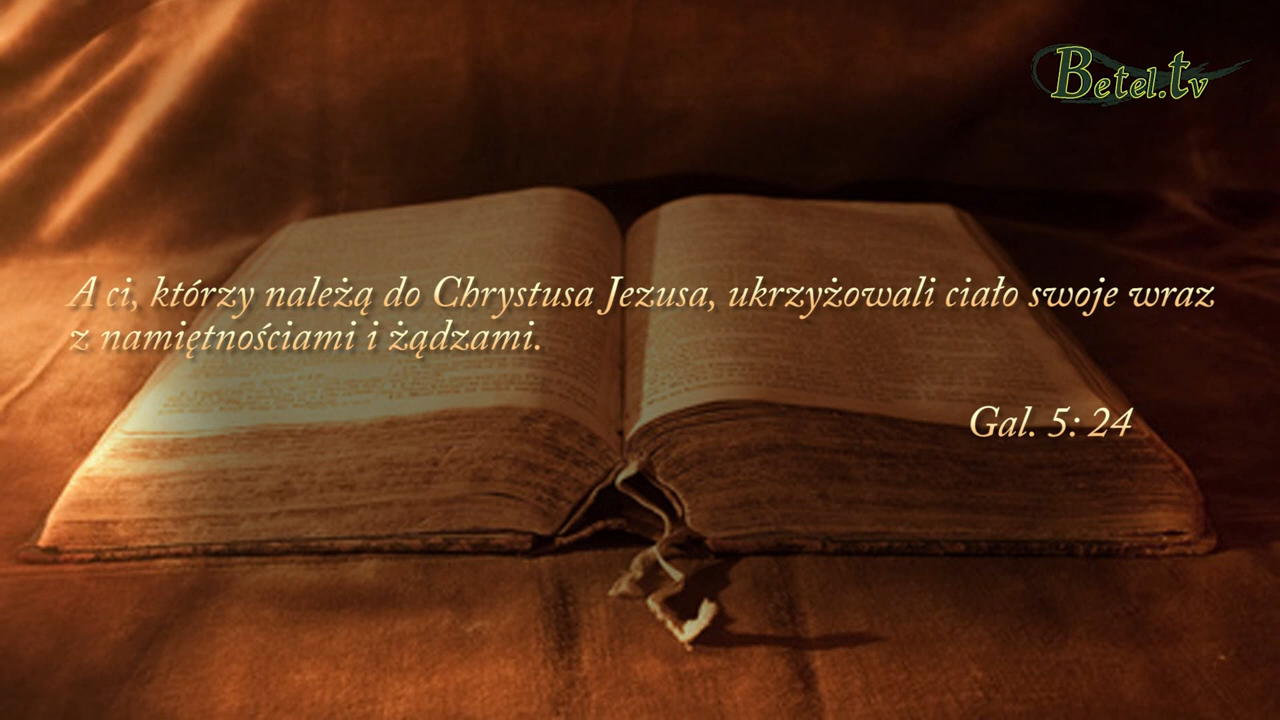 Betel.tv
A ci, którzy należą do Chrystusa Jezusa, ukrzyżowali ciało swoje wraz
z namiętnościami i żądzami.
Gal. 5: 24